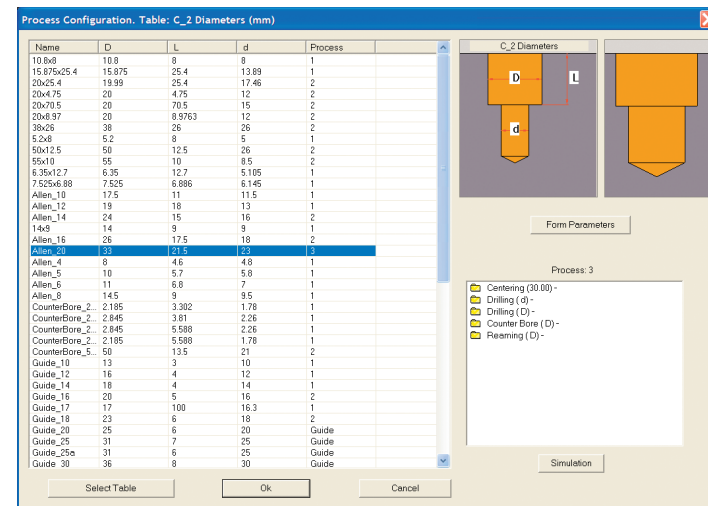 Process Configuration. Table: C_2 Diameters (mm)
Name D L d Process
10.8x8 10.8 8 8 1
15.875x25.4 15.875 25.4 13.89 1
20x25.4 19.99 25.4 17.46 2
20x4.75 20 4.75 12 2
20x70.5 20 70.5 15 2
20x8.97 20 8.9763 12 2
38x26 38 26 26 2
5.2x8 5.2 8 5 1
50x12.5 50 12.5 26 2
55x10 55 10 8.5 2
6.35x12.7 6.35 12.7 5.105 1
7.525x6.88 7.525 6.886 6.145 1
Allen_10 17.5 11 11.5 1
Allen_12 19 18 13 1
Allen_14 24 15 16 2
14x9 14 9 9 1
Allen_16 26 17.5 18 2
Allen_20 33 21.5 23 3
Allen_4 8 4.6 4.8 1
Allen_5 10 5.7 5.8 1
Allen_6 11 6.8 7 1
Allen_8 14.5 9 9.5 1
CounterBore_2... 2.185 3.302 1.78 1
CounterBore_2... 2.845 3.81 2.26 1
CounterBore_2... 2.845 5.588 2.26 1
CounterBore_2... 2.185 5.588 1.78 1
CounterBore_5... 50 13.5 21 2
Guide_10 13 3 10 1
Guide_12 16 4 12 1
Guide_14 18 4 14 1
Guide_16 20 5 16 2
Guide_17 17 100 16.3 1
Guide_18 23 6 18 2
Guide_20 25 6 20 Guide
Guide_25 31 7 25 Guide
Guide_25a 31 6 25 Guide
Guide 30 36 8 30 Guide
Select Table Ok Cancel
C_2 Diameters
D L
d
Form Parameters
Process: 3
Centering (30.00) -
Drilling ( d) -
Drilling ( D) -
Counter Bore ( D) -
Reaming ( D) -
Simulation